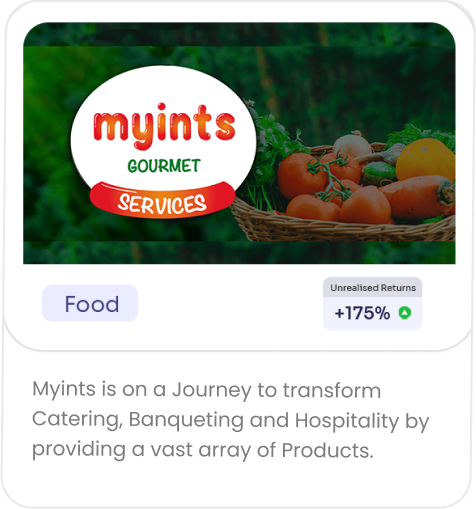 myints
GOURMET
SERVICES
Food
Unrealised Returns
+175%
Myints is on a Journey to transform
Catering, Banqueting and Hospitality by
providing a vast array of Products.